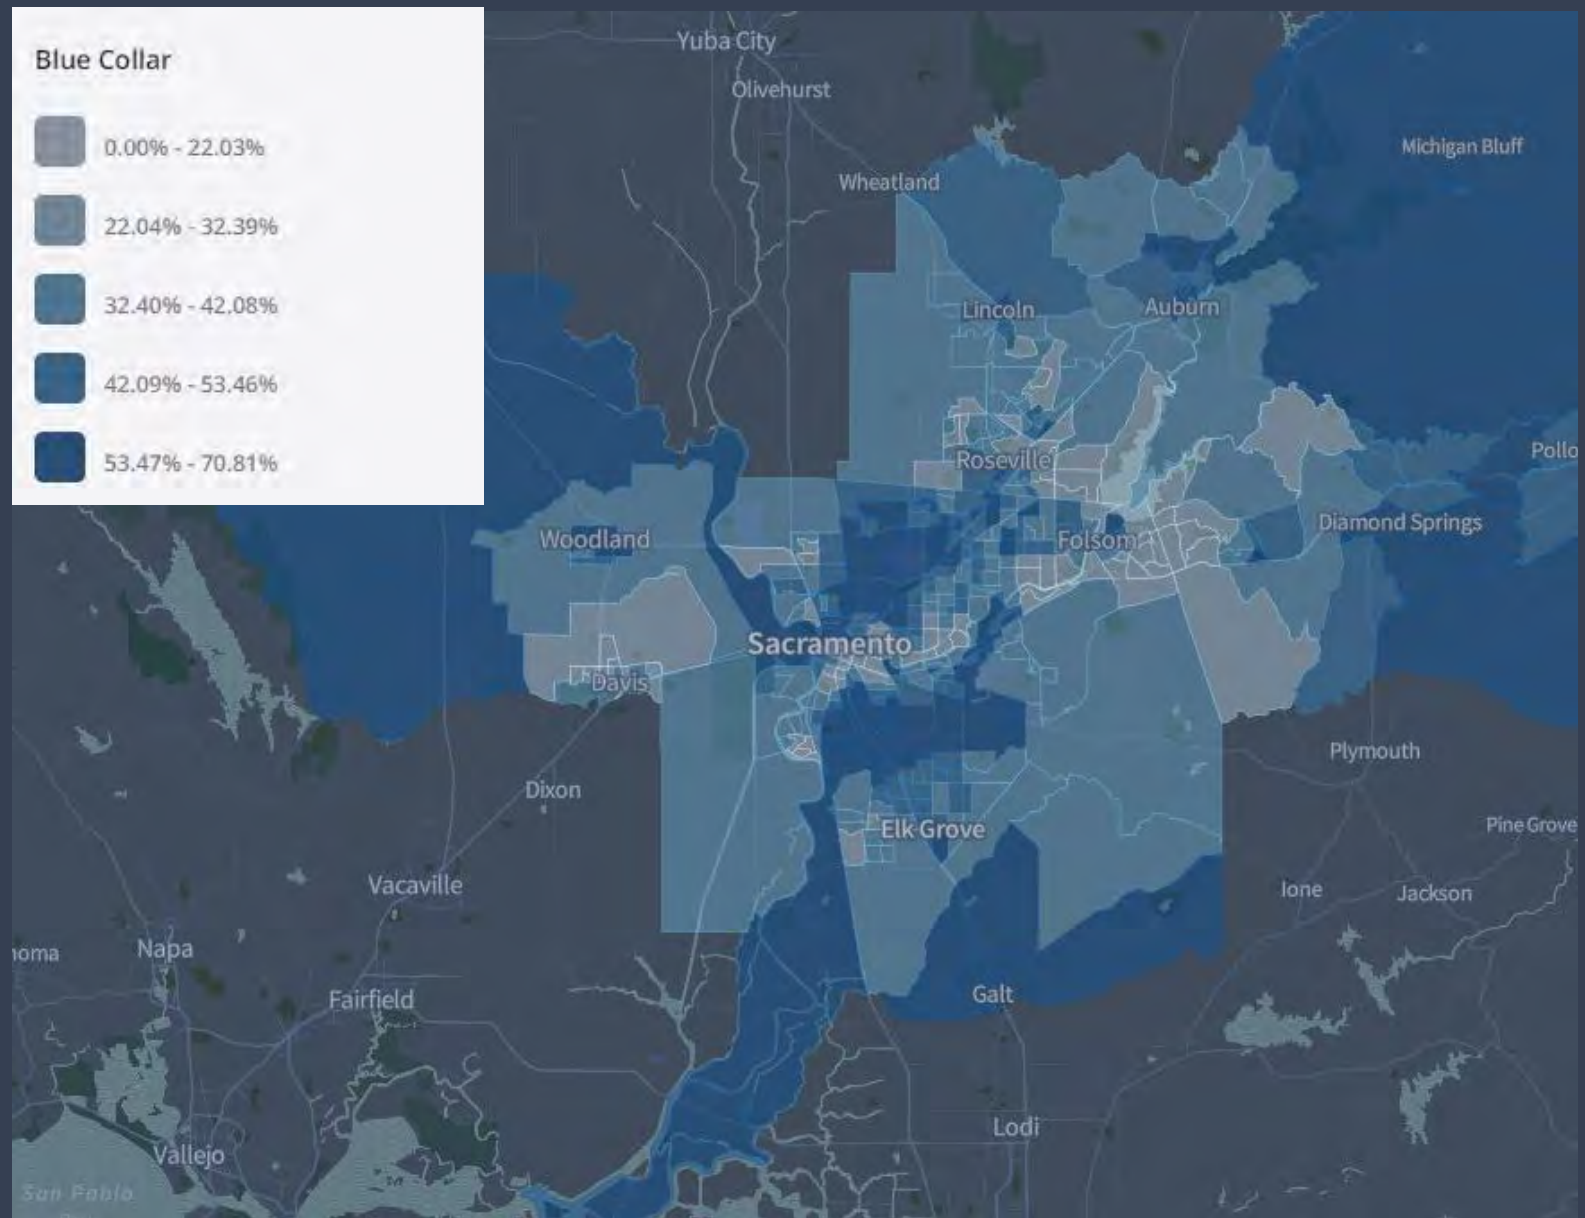 Blue Collar
0.00% - 22.03%
22.04% - 32.39%
32.40% - 42.08%
42.09% - 53.46%
53.47% - 70.81%
Yuba City
Olivehurst
Michigan Bluff
Wheatland
Lincoln
Auburn
Roseville
Pollo
Diamond Springs
Woodland
Folsom
Sacramento
Davis
Plymouth
Dixon
Pine Grove
Elk Grove
Vacaville
Ione
Jackson
noma
Napa
Fairfield
Galt
Lodi
Vallejo
San Pablo